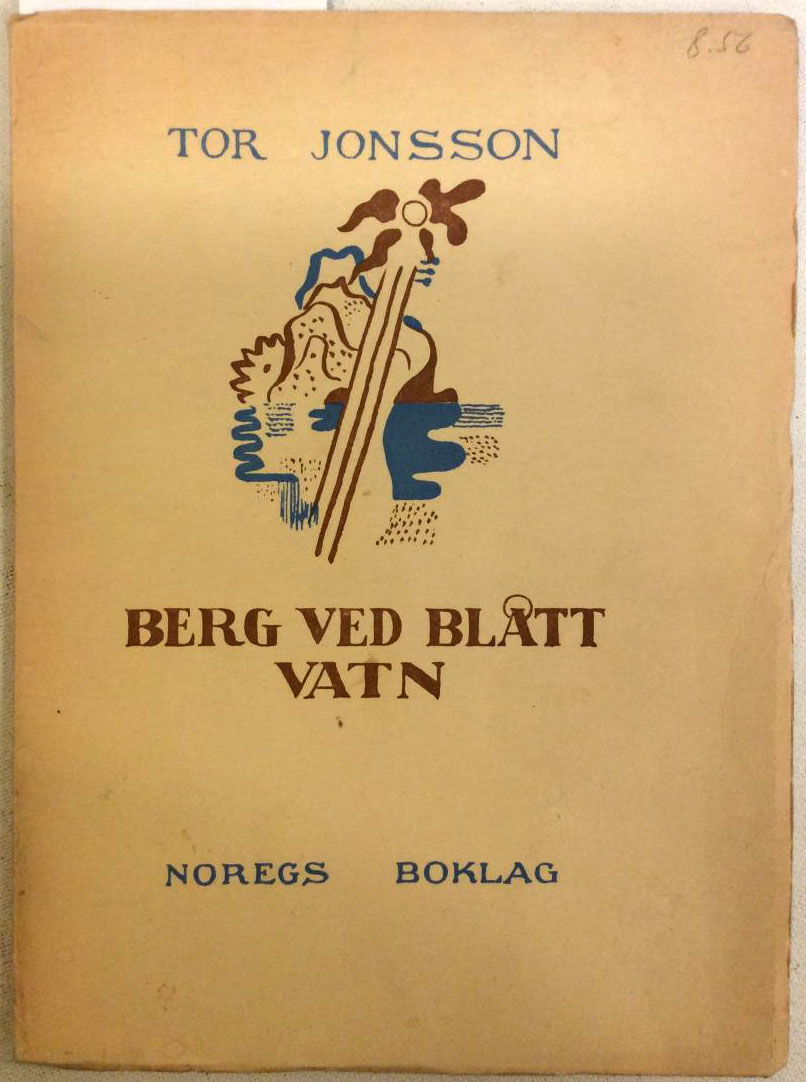 8.56
TOR JONSSON
BERG VED BLÅTT
VATN
NOREGS BOKLAG